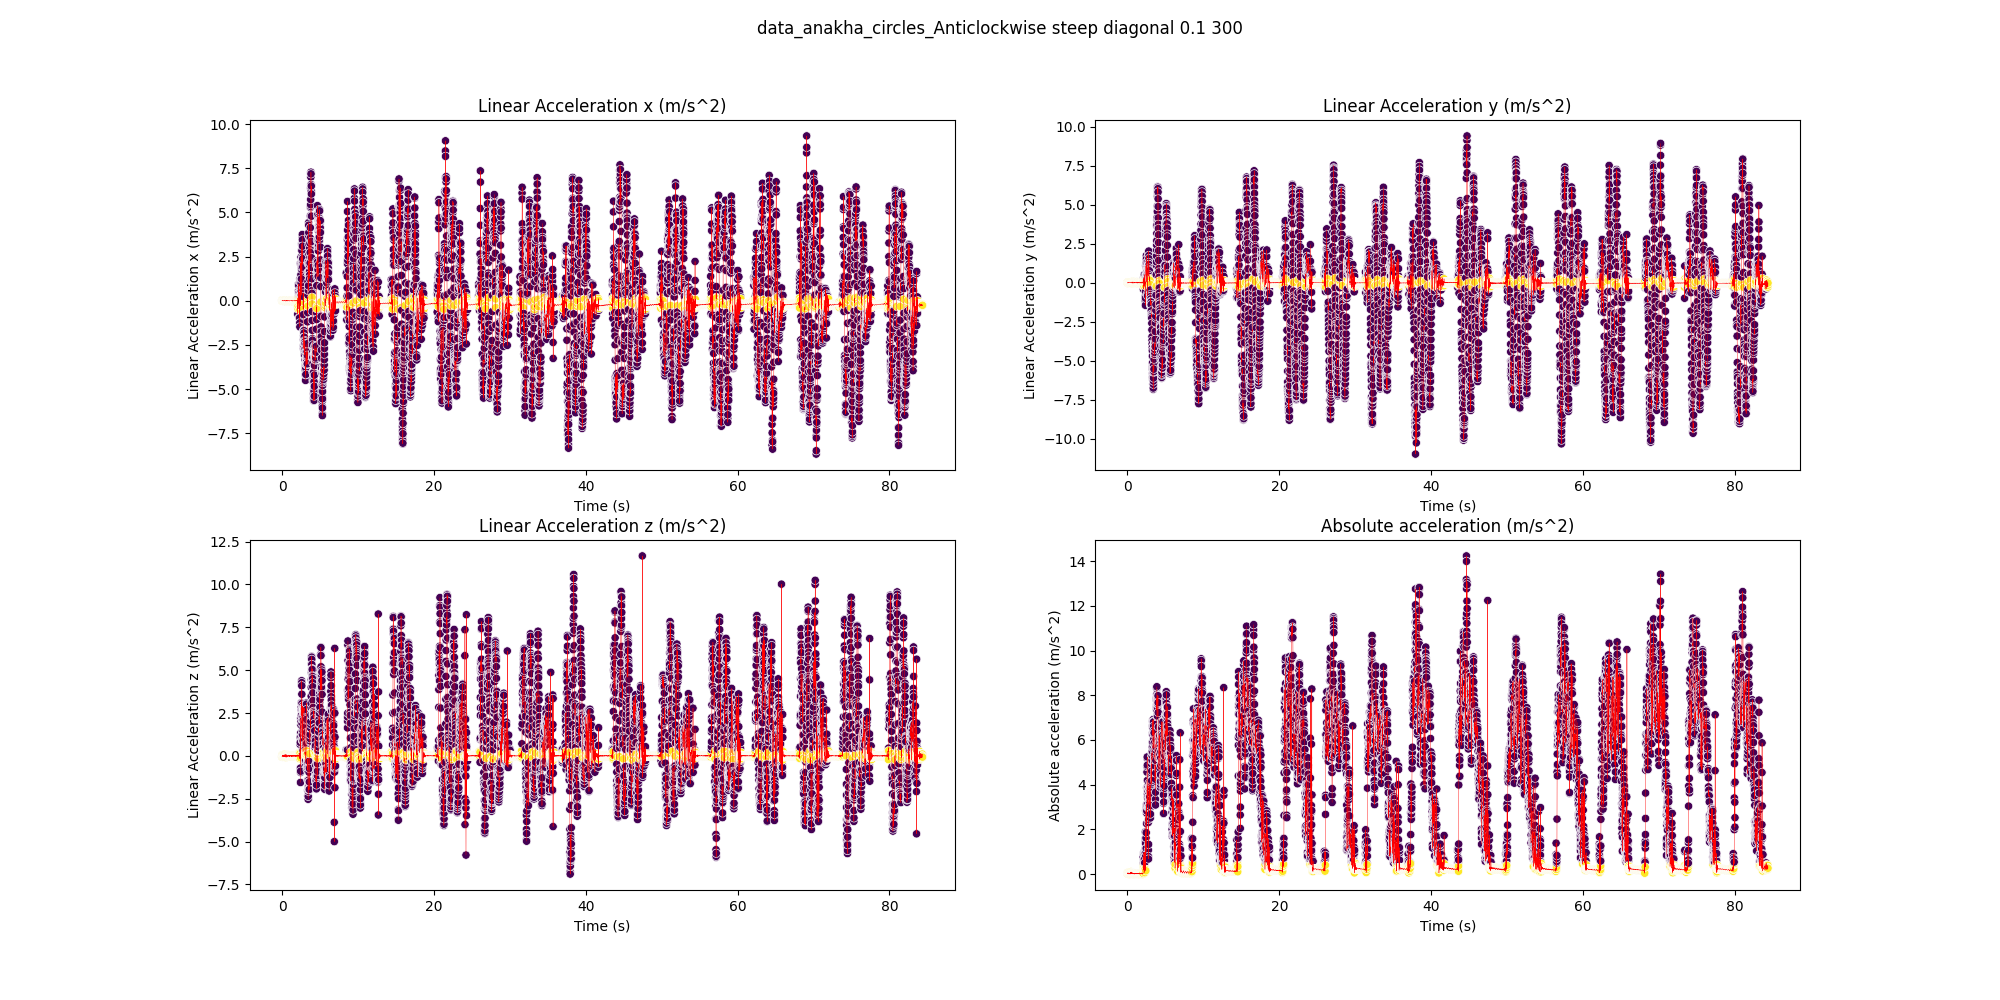 data_anakha_circles_Anticlockwise steep diagonal 0.1 300
Linear Acceleration x (m/s^2)
Linear Acceleration x (m/s^2)
10.0
7.5
5.0
2.5
0.0
−2.5
−5.0
−7.5
0 20 40 60 80
Time (s)
Linear Acceleration y (m/s^2)
Linear Acceleration y (m/s^2)
10.0
7.5
5.0
2.5
0.0
−2.5
−5.0
−7.5
−10.0
0 20 40 60 80
Time (s)
Linear Acceleration z (m/s^2)
Linear Acceleration z (m/s^2)
12.5
10.0
7.5
5.0
2.5
0.0
−2.5
−5.0
−7.5
0 20 40 60 80
Time (s)
Absolute acceleration (m/s^2)
Absolute acceleration (m/s^2)
14
12
10
8
6
4
2
0
0 20 40 60 80
Time (s)